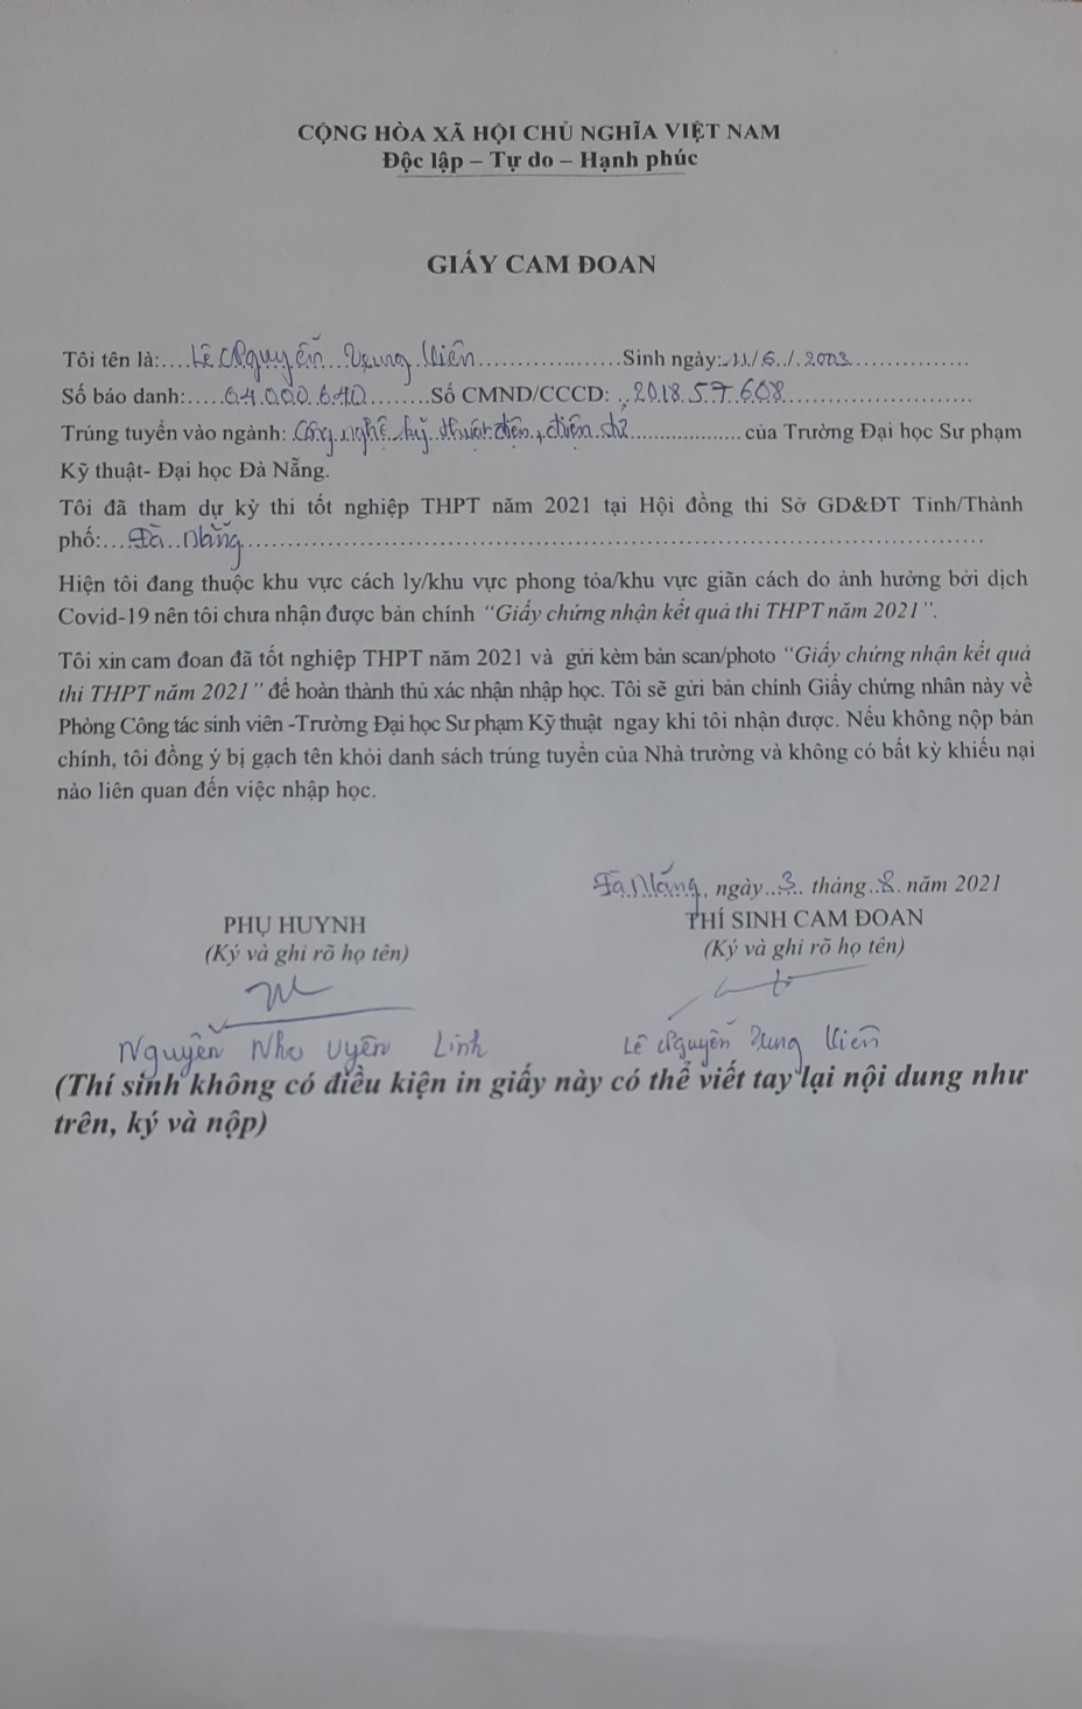 CỘNG HÒA XÃ HỘI CHỦ NGHĨA VIỆT NAM
Độc lập – Tự do – Hạnh phúc
GIẤY CAM ĐOAN
Tôi tên là:....Lê Nguyễn Trung Kiên....................Sinh ngày:11/6/2003................
Số báo danh:.....04000640.........Số CMND/CCCD: ..201857608..........................
Trúng tuyển vào ngành: Công nghệ kỹ thuật điện, điện tử...................của Trường Đại học Sư phạm
Kỹ thuật- Đại học Đà Nẵng.
Tôi đã tham dự kỳ thi tốt nghiệp THPT năm 2021 tại Hội đồng thi Sở GD&ĐT Tỉnh/Thành
phố:....Đà Nẵng..........................................................................................
Hiện tôi đang thuộc khu vực cách ly/khu vực phong tỏa/khu vực giãn cách do ảnh hưởng bởi dịch
Covid-19 nên tôi chưa nhận được bản chính “Giấy chứng nhận kết quả thi THPT năm 2021”.
Tôi xin cam đoan đã tốt nghiệp THPT năm 2021 và gửi kèm bản scan/photo “Giấy chứng nhận kết quả
thi THPT năm 2021” để hoàn thành thủ xác nhận nhập học. Tôi sẽ gửi bản chính Giấy chứng nhân này về
Phòng Công tác sinh viên -Trường Đại học Sư phạm Kỹ thuật ngay khi tôi nhận được. Nếu không nộp bản
chính, tôi đồng ý bị gạch tên khỏi danh sách trúng tuyển của Nhà trường và không có bất kỳ khiếu nại
nào liên quan đến việc nhập học.
Đà Nẵng, ngày..3... tháng..8. năm 2021
PHỤ HUYNH
THÍ SINH CAM ĐOAN
(Ký và ghi rõ họ tên)
(Ký và ghi rõ họ tên)
Nguyễn Nho Uyên Linh
Lê Nguyễn Trung Kiên
(Thí sinh không có điều kiện in giấy này có thể viết tay lại nội dung như
trên, ký và nộp)